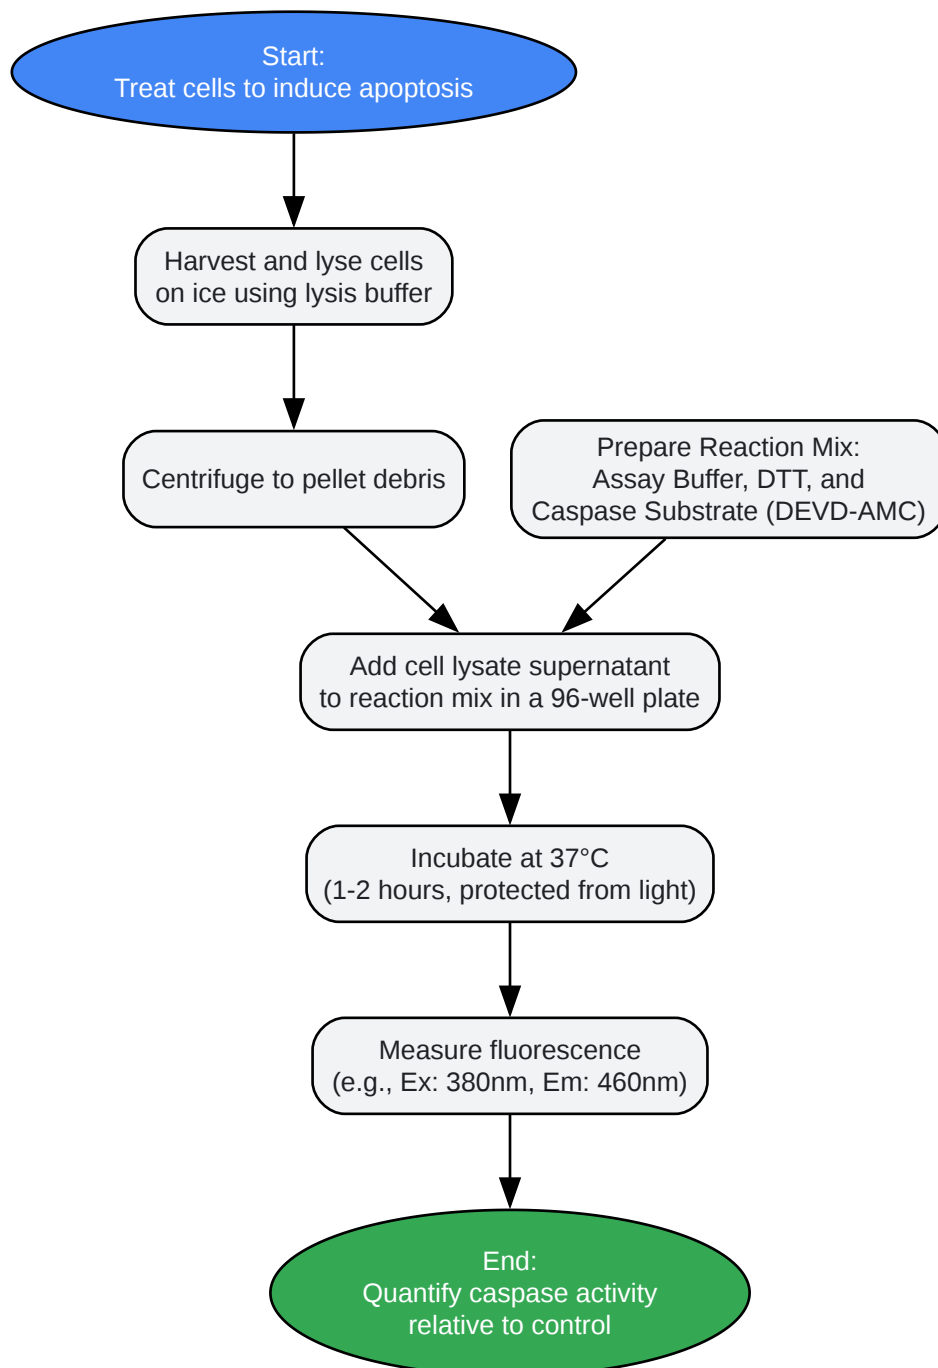 Start:
Treat cells to induce apoptosis
Harvest and lyse cells
on ice using lysis buffer
Centrifuge to pellet debris
Prepare Reaction Mix:
Assay Buffer, DTT, and
Caspase Substrate (DEVD-AMC)
Add cell lysate supernatant
to reaction mix in a 96-well plate
Incubate at 37°C
(1-2 hours, protected from light)
Measure fluorescence
(e.g., Ex: 380nm, Em: 460nm)
End:
Quantify caspase activity
relative to control